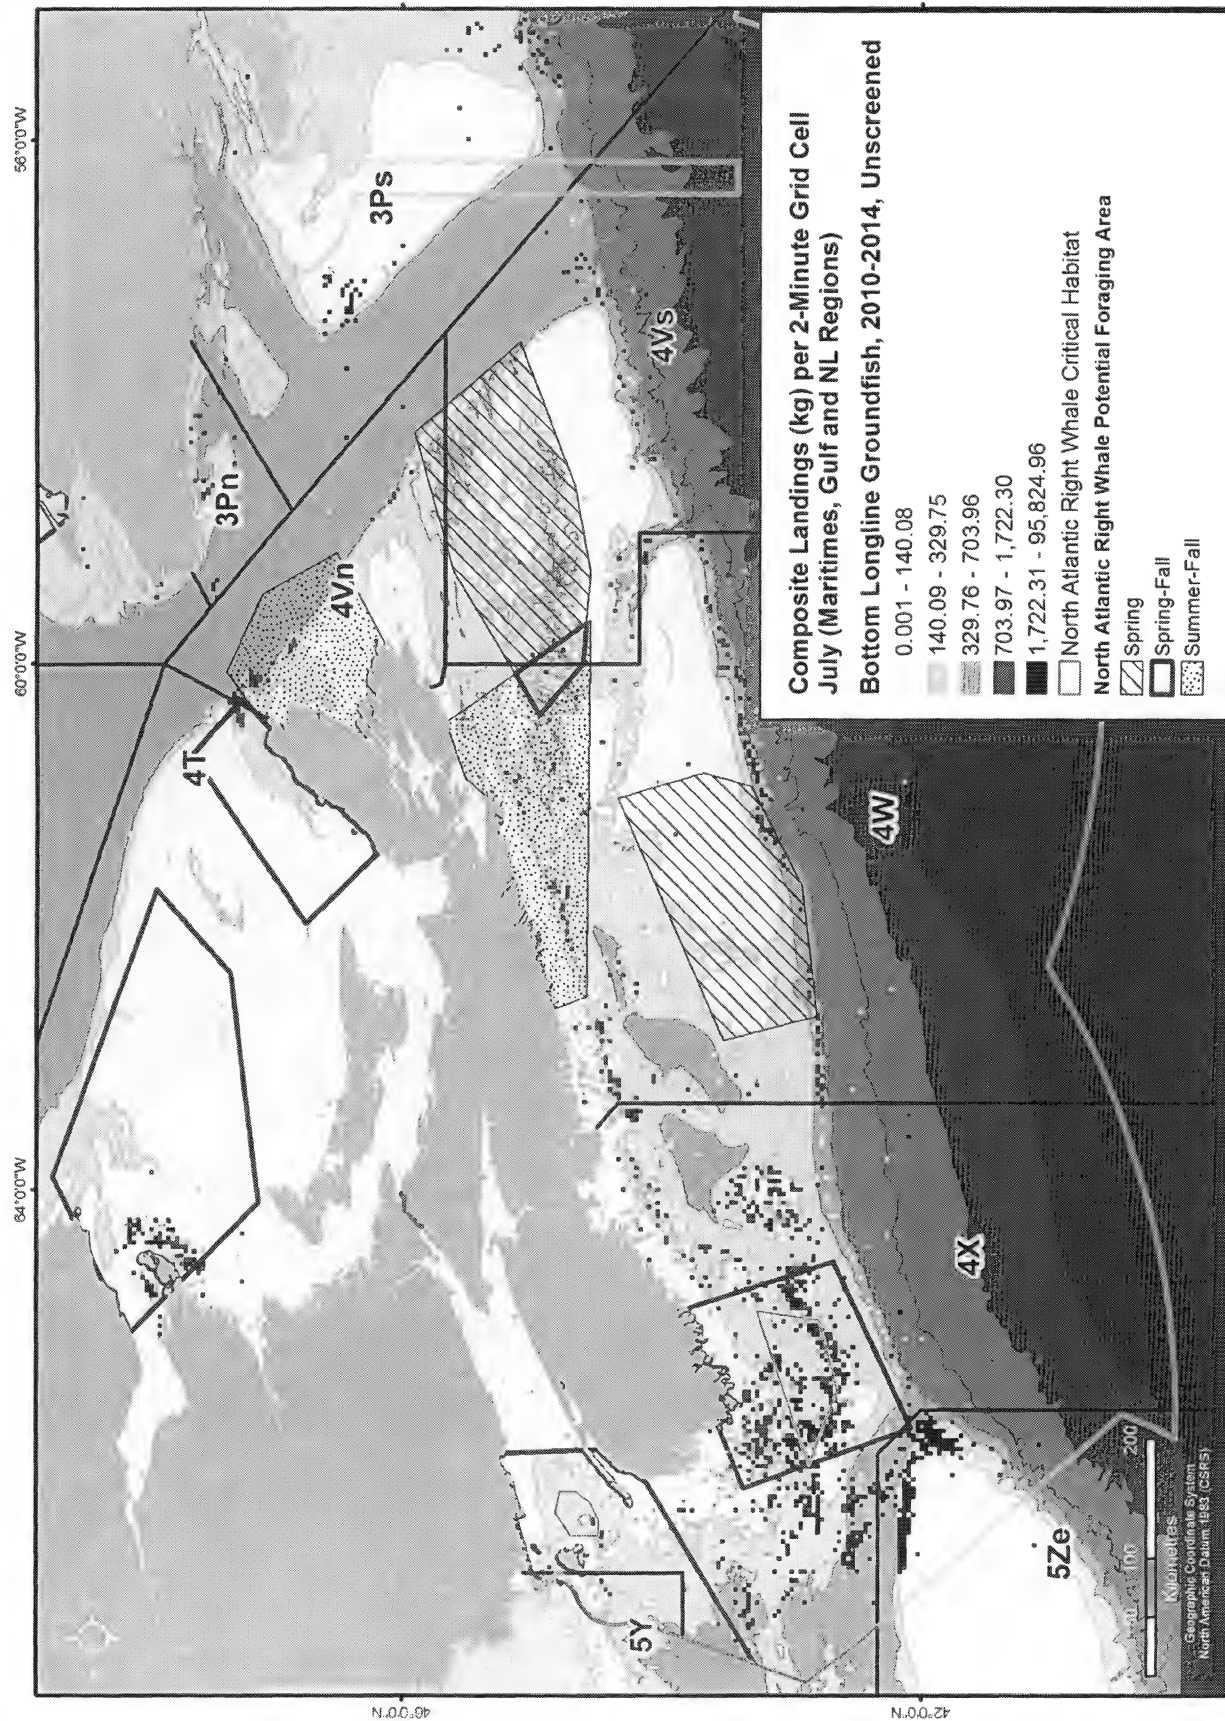 56°0'0"W
60°0'0"W
64°0'0"W
46°0'0"N
42°0'0"N
3Ps
3Pn
4Vs
4Vn
4T
4W
4X
5Y
5Ze
Composite Landings (kg) per 2-Minute Grid Cell
July (Maritimes, Gulf and NL Regions)
Bottom Longline Groundfish, 2010-2014, Unscreened
0.001 - 140.08
140.09 - 329.75
329.76 - 703.96
703.97 - 1,722.30
1,722.31 - 95,824.96
North Atlantic Right Whale Critical Habitat
North Atlantic Right Whale Potential Foraging Area
Spring
Spring-Fall
Summer-Fall
100 200
Kilometres
Geographic Coordinate System
North American Datum 1983 (CSRS)